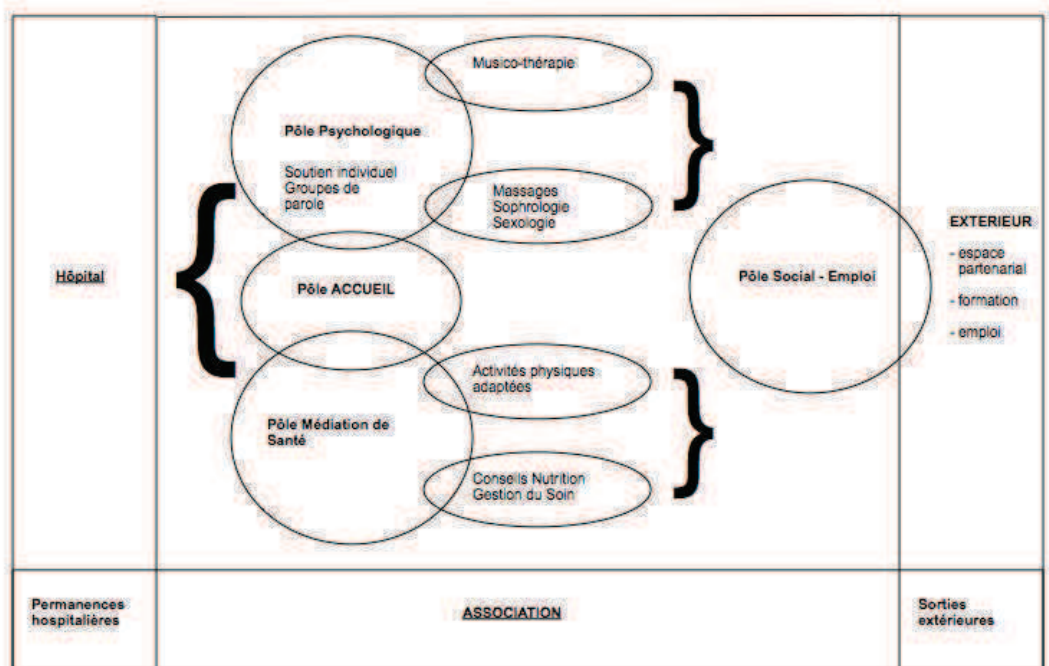 Musico-thérapie
Pôle Psychologique
Soutien individuel
Groupes de
parole
Massages
Sophrologie
Sexologie
Hôpital
Pôle ACCUEIL
Pôle Social - Emploi
EXTERIEUR
- espace
partenarial
- formation
- emploi
Activités physiques
adaptées
Pôle Médiation de
Santé
Conseils Nutrition
Gestion du Soin
Permanences
hospitalières
ASSOCIATION
Sorties
extérieures